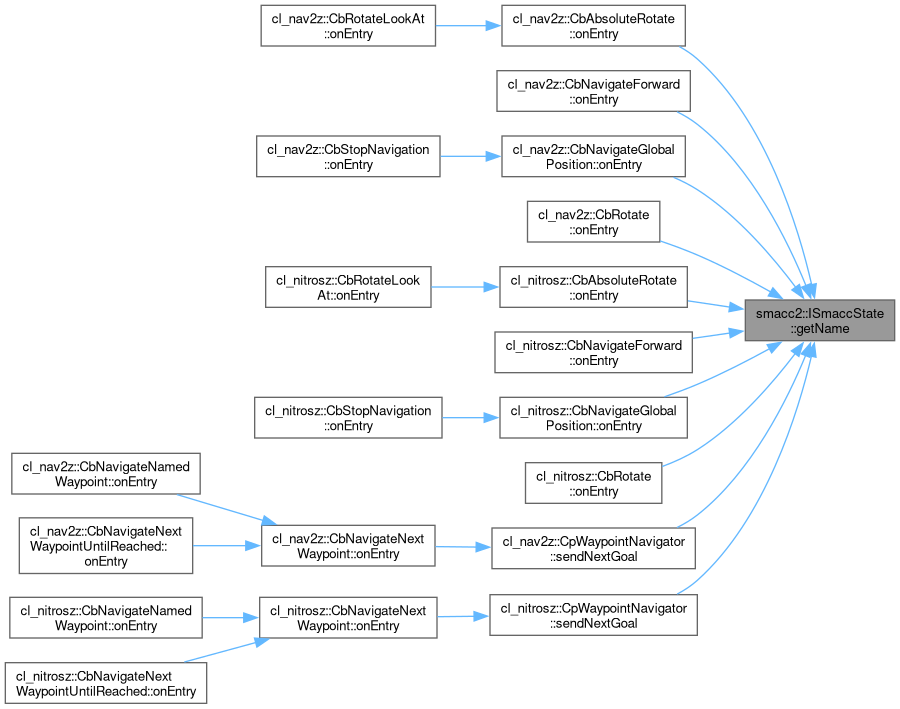 cl_nav2z::CbRotateLookAt
::onEntry
cl_nav2z::CbAbsoluteRotate
::onEntry
cl_nav2z::CbNavigateForward
::onEntry
cl_nav2z::CbStopNavigation
::onEntry
cl_nav2z::CbNavigateGlobal
Position::onEntry
cl_nav2z::CbRotate
::onEntry
cl_nitrosz::CbRotateLook
At::onEntry
cl_nitrosz::CbAbsoluteRotate
::onEntry
smacc2::ISmaccState
::getName
cl_nitrosz::CbNavigateForward
::onEntry
cl_nitrosz::CbStopNavigation
::onEntry
cl_nitrosz::CbNavigateGlobal
Position::onEntry
cl_nitrosz::CbRotate
::onEntry
cl_nav2z::CbNavigateNamed
Waypoint::onEntry
cl_nav2z::CbNavigateNext
WaypointUntilReached::
onEntry
cl_nav2z::CbNavigateNext
Waypoint::onEntry
cl_nav2z::CpWaypointNavigator
::sendNextGoal
cl_nitrosz::CbNavigateNamed
Waypoint::onEntry
cl_nitrosz::CbNavigateNext
Waypoint::onEntry
cl_nitrosz::CpWaypointNavigator
::sendNextGoal
cl_nitrosz::CbNavigateNext
WaypointUntilReached::onEntry